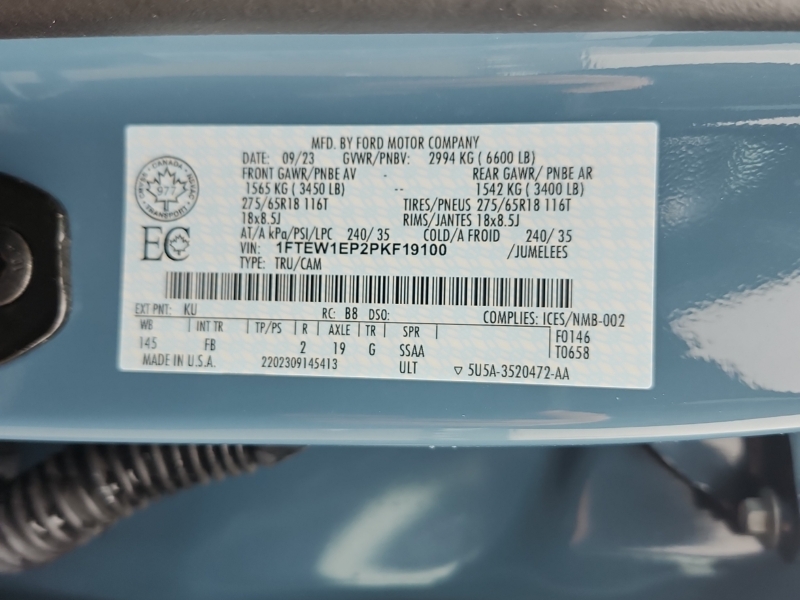 MFD. BY FORD MOTOR COMPANY
DATE: 09/23 GVWR/PNBV: 2994 KG ( 6600 LB)
FRONT GAWR/PNBE AV - REAR GAWR/ PNBE AR
1565 KG ( 3450 LB) -- 1542 KG ( 3400 LB)
275/65R18 116T TIRES/PNEUS 275/65R18 116T
18x8.5J RIMS/JANTES 18x8.5J
AT/A kPa/PSI/LPC 240/ 35 COLD/A FROID 240/ 35
VIN: 1FTEW1EP2PKF19100 /JUMELEES
TYPE: TRU/CAM
CANADA
977
TRANSPORT
EC
EXT PNT: KU RC: B8 DSO: COMPLIES: ICES/NMB-002
WB INT TR TP/PS R AXLE TR SPR F0146
145 FB 2 19 G SSAA T0658
MADE IN U.S.A. 2202309145413 ULT ▽ 5U5A-3520472-AA